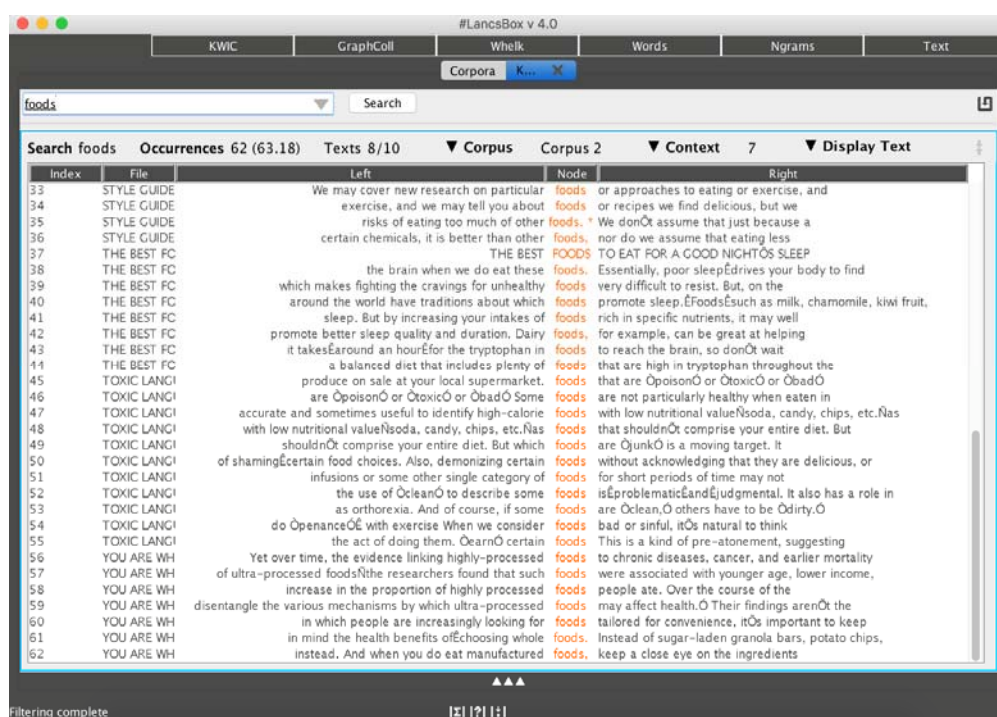 #LancsBox v 4.0
KWIC GraphColl Whelk Words Ngrams Text
Corpora K...
foods Search
Search foods Occurrences 62 (63.18) Texts 8/10 ▼ Corpus Corpus 2 ▼ Context 7 ▼ Display Text
Index File Left Node Right
33 STYLE GUIDE We may cover new research on particular foods or approaches to eating or exercise, and
34 STYLE GUIDE exercise, and we may tell you about foods or recipes we find delicious, but we
35 STYLE GUIDE risks of eating too much of other foods. * We donÕt assume that just because a
36 STYLE GUIDE certain chemicals, it is better than other foods, nor do we assume that eating less
37 THE BEST FC THE BEST FOODS TO EAT FOR A GOOD NIGHTÕS SLEEP
38 THE BEST FC the brain when we do eat these foods. Essentially, poor sleepÊdrives your body to find
39 THE BEST FC which makes fighting the cravings for unhealthy foods very difficult to resist. But, on the
40 THE BEST FC around the world have traditions about which foods promote sleep.ÊFoodsÊsuch as milk, chamomile, kiwi fruit,
41 THE BEST FC sleep. But by increasing your intakes of foods rich in specific nutrients, it may well
42 THE BEST FC promote better sleep quality and duration. Dairy foods, for example, can be great at helping
43 THE BEST FC it takesÊaround an hourÊfor the tryptophan in foods to reach the brain, so donÕt wait
44 THE BEST FC a balanced diet that includes plenty of foods that are high in tryptophan throughout the
45 TOXIC LANGU produce on sale at your local supermarket. foods that are ÒpoisonÓ or ÒtoxicÓ or ÒbadÓ
46 TOXIC LANGU are ÒpoisonÓ or ÒtoxicÓ or ÒbadÓ Some foods are not particularly healthy when eaten in
47 TOXIC LANGU accurate and sometimes useful to identify high-calorie foods with low nutritional valueÑsoda, candy, chips, etc.Ñas
48 TOXIC LANGU with low nutritional valueÑsoda, candy, chips, etc.Ñas foods that shouldnÕt comprise your entire diet. But
49 TOXIC LANGU shouldnÕt comprise your entire diet. But which foods are ÒjunkÓ is a moving target. It
50 TOXIC LANGU of shamingÊcertain food choices. Also, demonizing certain foods without acknowledging that they are delicious, or
51 TOXIC LANGU infusions or some other single category of foods for short periods of time may not
52 TOXIC LANGU the use of ÒcleanÓ to describe some foods isÊproblematicÊandÊjudgmental. It also has a role in
53 TOXIC LANGU as orthorexia. And of course, if some foods are Òclean,Ó others have to be Òdirty.Ó
54 TOXIC LANGU do ÒpenanceÓÊ with exercise When we consider foods bad or sinful, itÕs natural to think
55 TOXIC LANGU the act of doing them. ÒearnÓ certain foods This is a kind of pre-atonement, suggesting
56 YOU ARE WH Yet over time, the evidence linking highly-processed foods to chronic diseases, cancer, and earlier mortality
57 YOU ARE WH of ultra-processed foodsÑthe researchers found that such foods were associated with younger age, lower income,
58 YOU ARE WH increase in the proportion of highly processed foods people ate. Over the course of the
59 YOU ARE WH disentangle the various mechanisms by which ultra-processed foods may affect health.Ó Their findings arenÕt the
60 YOU ARE WH in which people are increasingly looking for foods tailored for convenience, itÕs important to keep
61 YOU ARE WH in mind the health benefits ofÊchoosing whole foods. Instead of sugar-laden granola bars, potato chips,
62 YOU ARE WH instead. And when you do eat manufactured foods, keep a close eye on the ingredients
▲▲▲
Filtering complete